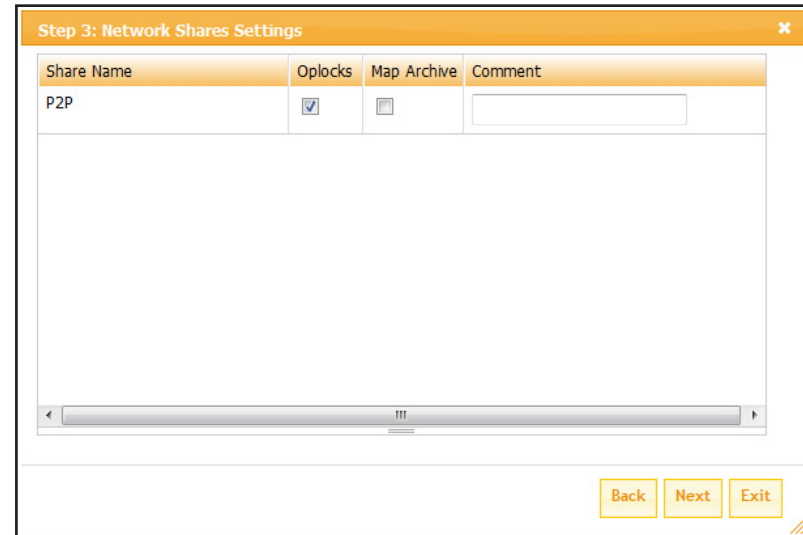 Step 3: Network Shares Settings
Share Name Oplocks Map Archive Comment
P2P
Back Next Exit